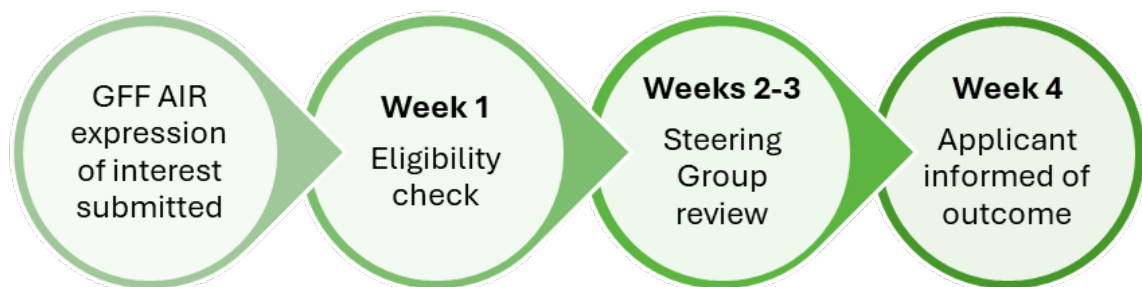 GFF AIR
expression
of interest
submitted
Week 1
Eligibility
check
Weeks 2-3
Steering
Group
review
Week 4
Applicant
informed of
outcome